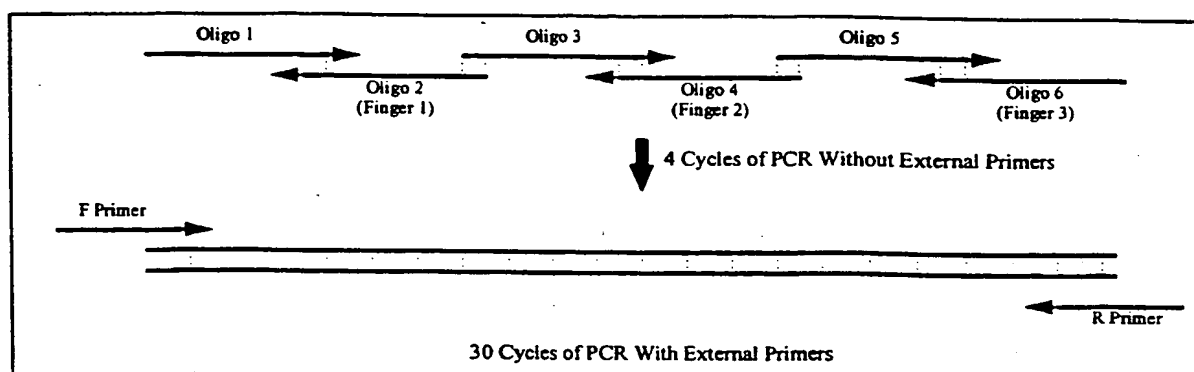 Oligo 1
Oligo 3
Oligo 5
Oligo 2
(Finger 1)
Oligo 4
(Finger 2)
Oligo 6
(Finger 3)
4 Cycles of PCR Without External Primers
F Primer
R Primer
30 Cycles of PCR With External Primers